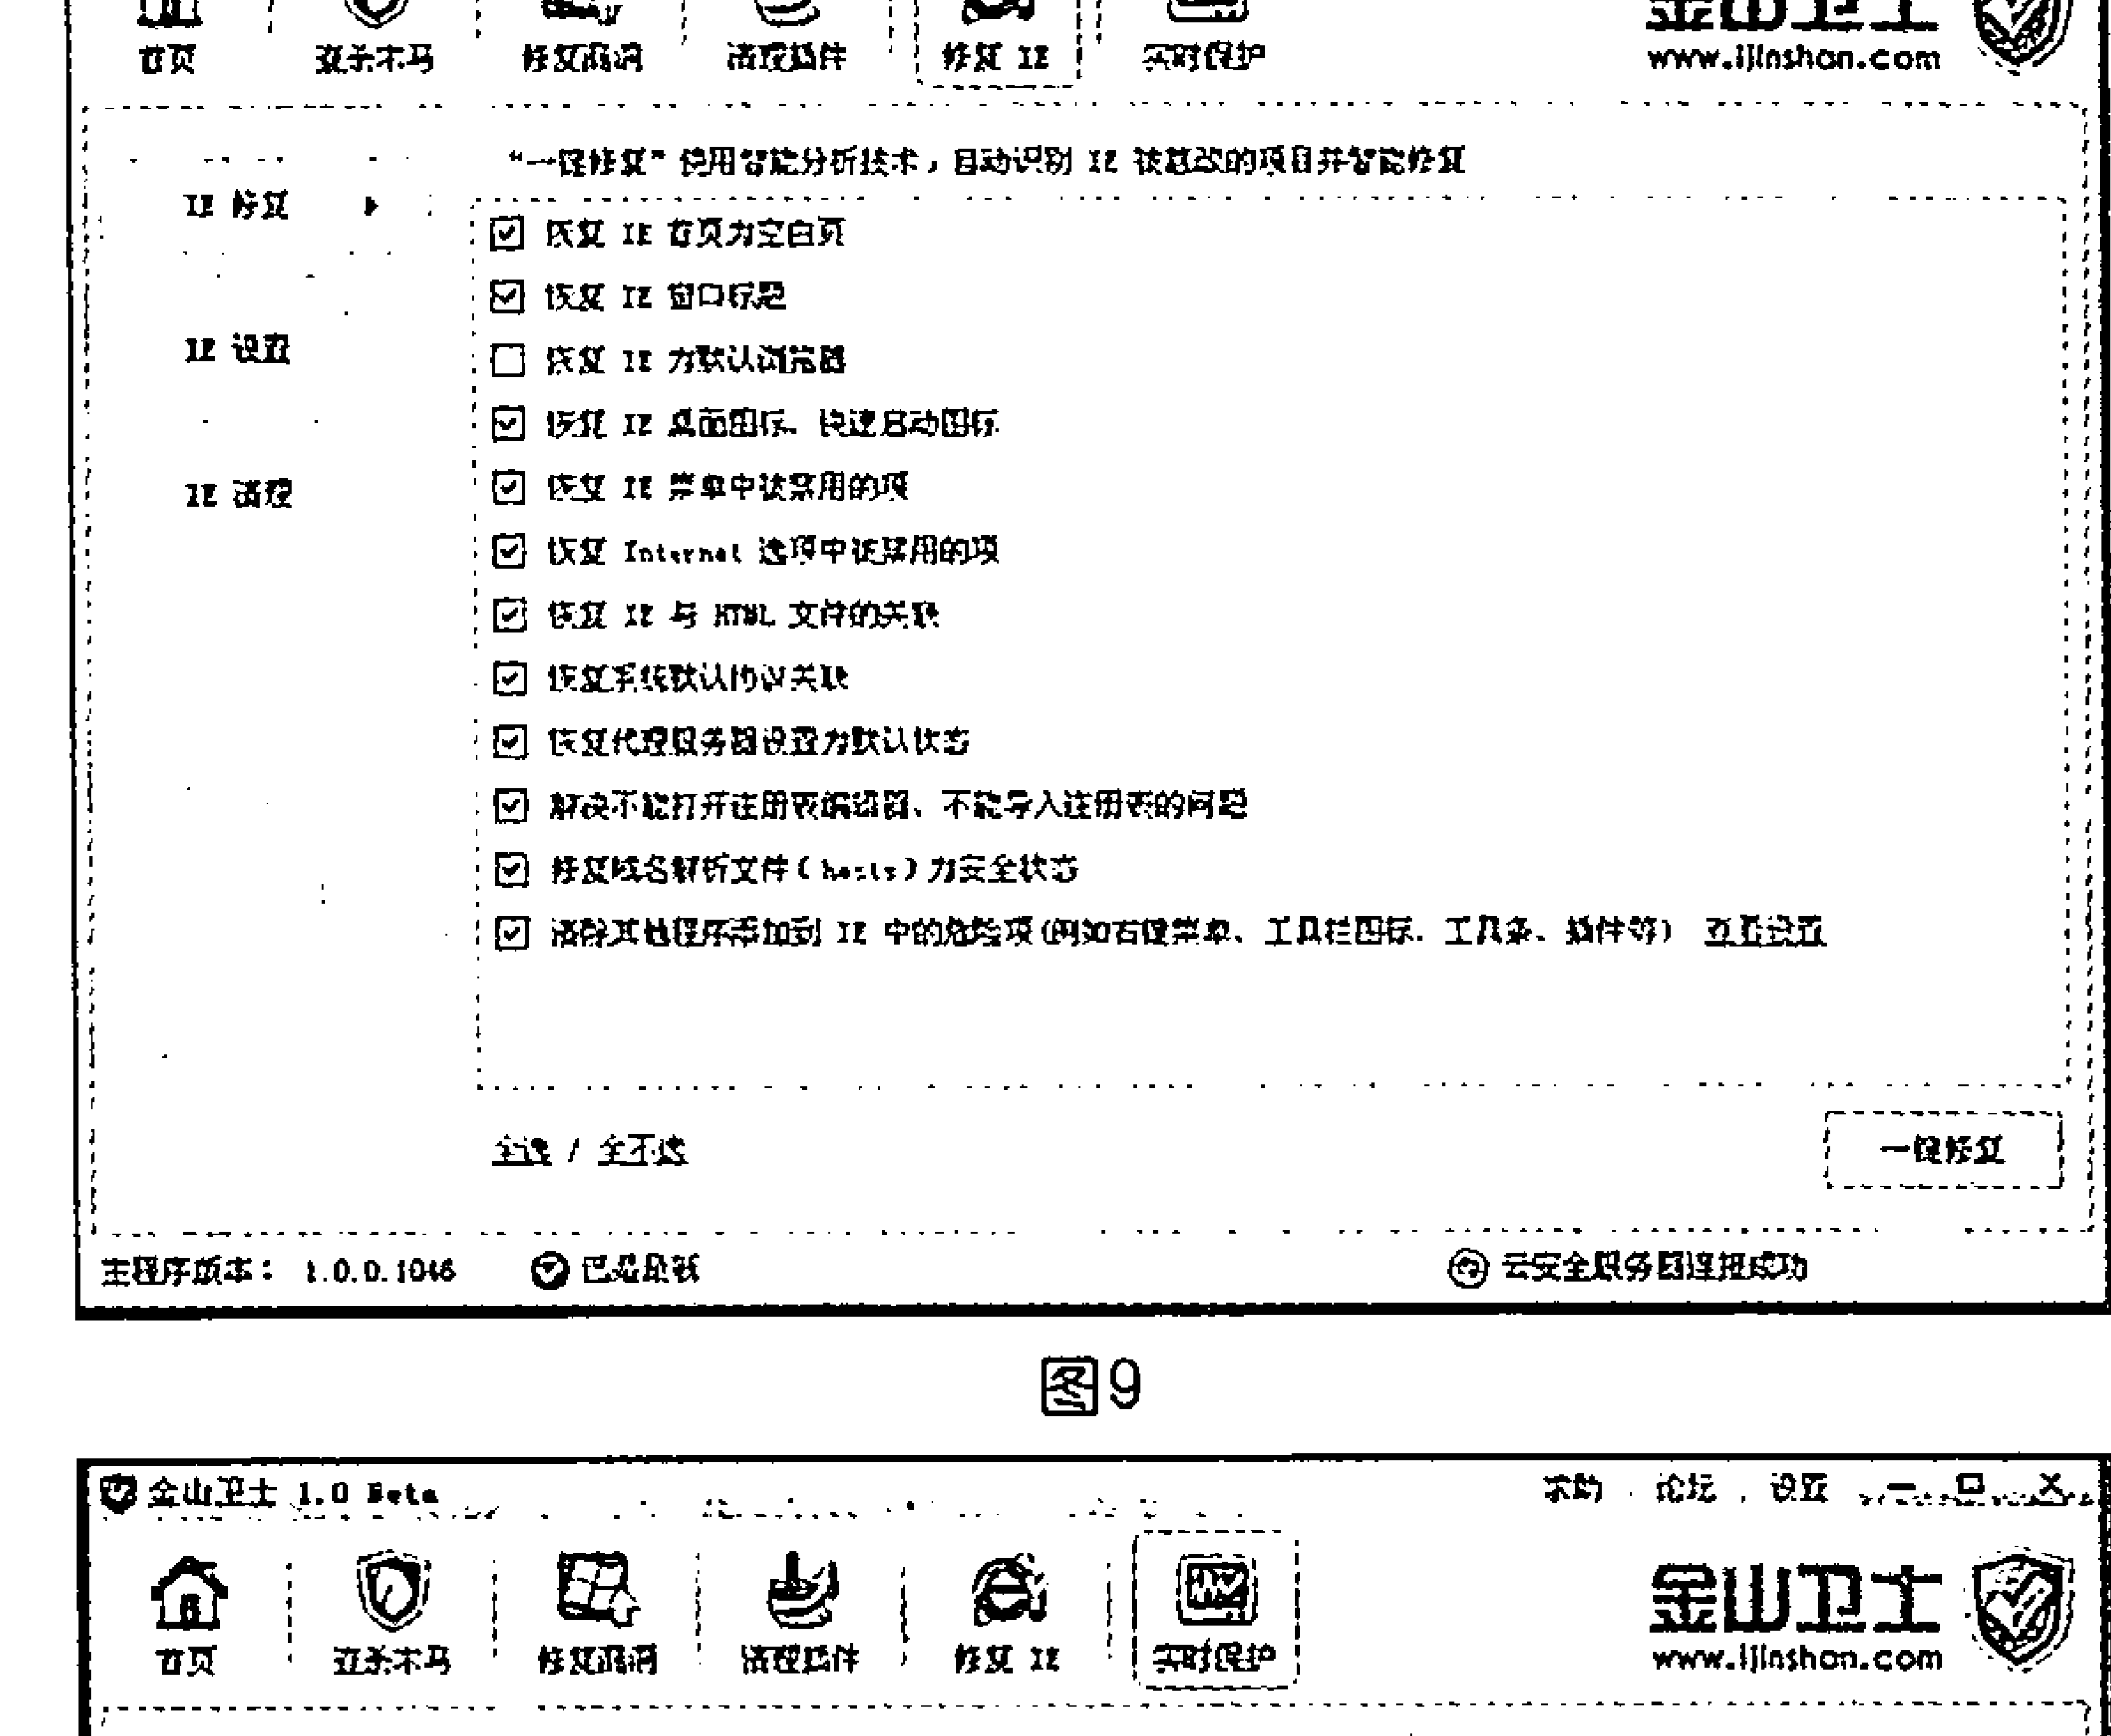 金山卫士
首页 查杀木马 修复漏洞 清理插件 修复 IE 实时保护 www.ijinshan.com
“一键修复”使用智能分析技术，自动识别 IE 被篡改的项目并智能修复
IE 修复
恢复 IE 首页为空白页
恢复 IE 窗口标题
IE 设置
恢复 IE 为默认浏览器
恢复 IE 桌面图标、快速启动图标
IE 清理
恢复 IE 菜单中被禁用的项
恢复 Internet 选项中被禁用的项
恢复 IE 与 HTML 文件的关联
恢复系统默认协议关联
恢复代理服务器设置为默认状态
解决不能打开注册表编辑器、不能导入注册表的问题
修复域名解析文件(hosts)为安全状态
清除其他程序添加到 IE 中的危险项(例如右键菜单、工具栏图标、工具条、插件等) 查看设置
全选 / 全不选
一键修复
主程序版本： 1.0.0.1046 已是最新 云安全服务器连接成功
图9
金山卫士 1.0 Beta 求助 论坛 设置
金山卫士
首页 查杀木马 修复漏洞 清理插件 修复 IE 实时保护 www.ijinshan.com